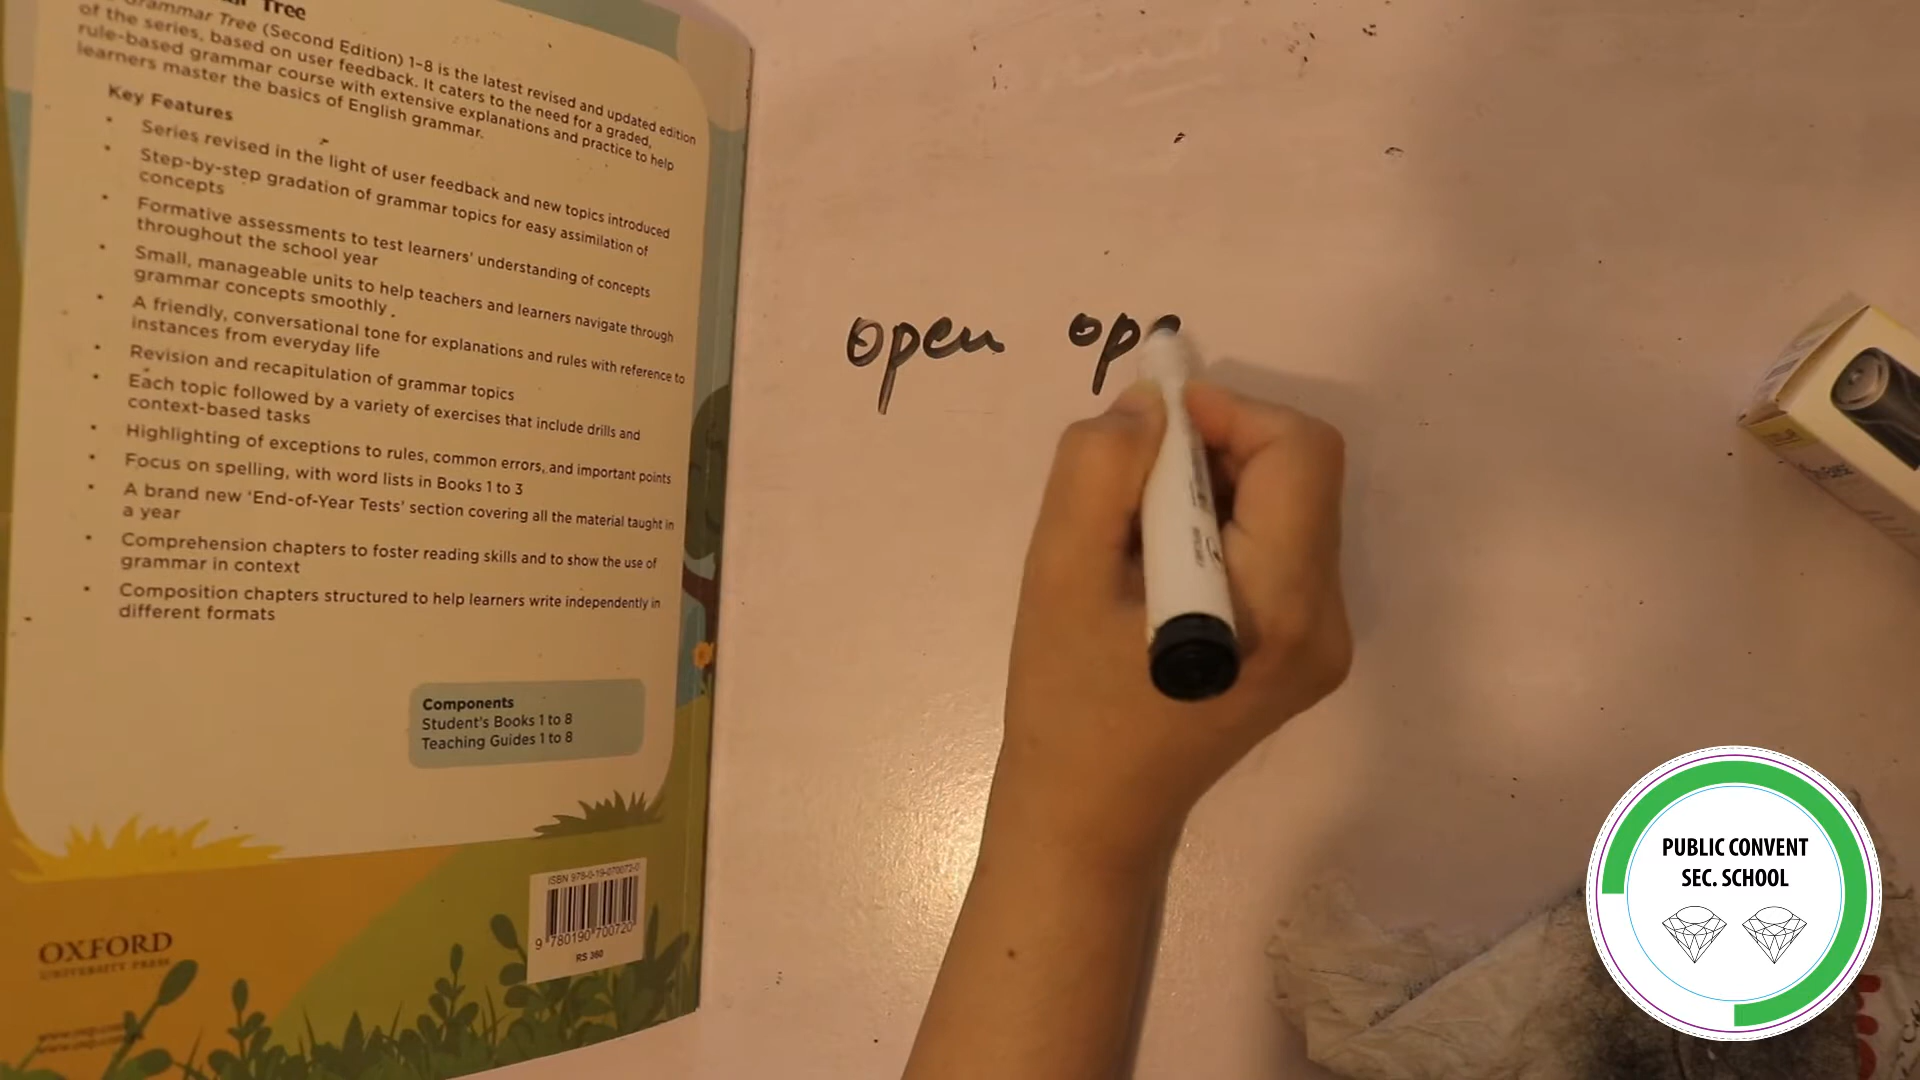 Tree
Grammar Tree (Second Edition) 1–8 is the latest revised and updated edition
of the series, based on user feedback. It caters to the need for a graded,
rule-based grammar course with extensive explanations and practice to help
learners master the basics of English grammar.
Key Features
• Series revised in the light of user feedback and new topics introduced
• Step-by-step gradation of grammar topics for easy assimilation of
concepts
• Formative assessments to test learners' understanding of concepts
throughout the school year
• Small, manageable units to help teachers and learners navigate through
grammar concepts smoothly
• A friendly, conversational tone for explanations and rules with reference to
instances from everyday life
• Revision and recapitulation of grammar topics
• Each topic followed by a variety of exercises that include drills and
context-based tasks
• Highlighting of exceptions to rules, common errors, and important points
• Focus on spelling, with word lists in Books 1 to 3
• A brand new 'End-of-Year Tests' section covering all the material taught in
a year
• Comprehension chapters to foster reading skills and to show the use of
grammar in context
• Composition chapters structured to help learners write independently in
different formats
Components
Student's Books 1 to 8
Teaching Guides 1 to 8
ISBN 978-0-19-070072-0
9 780190 700720
RS 360
OXFORD
UNIVERSITY PRESS
open ope
PUBLIC CONVENT
SEC. SCHOOL